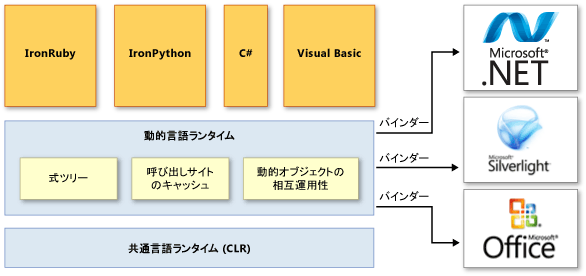 IronRuby
IronPython
C#
Visual Basic
バインダー
Microsoft®
.NET
動的言語ランタイム
式ツリー
呼び出しサイト
のキャッシュ
動的オブジェクトの
相互運用性
バインダー
Microsoft®
Silverlight™
バインダー
Microsoft®
Office
共通言語ランタイム (CLR)